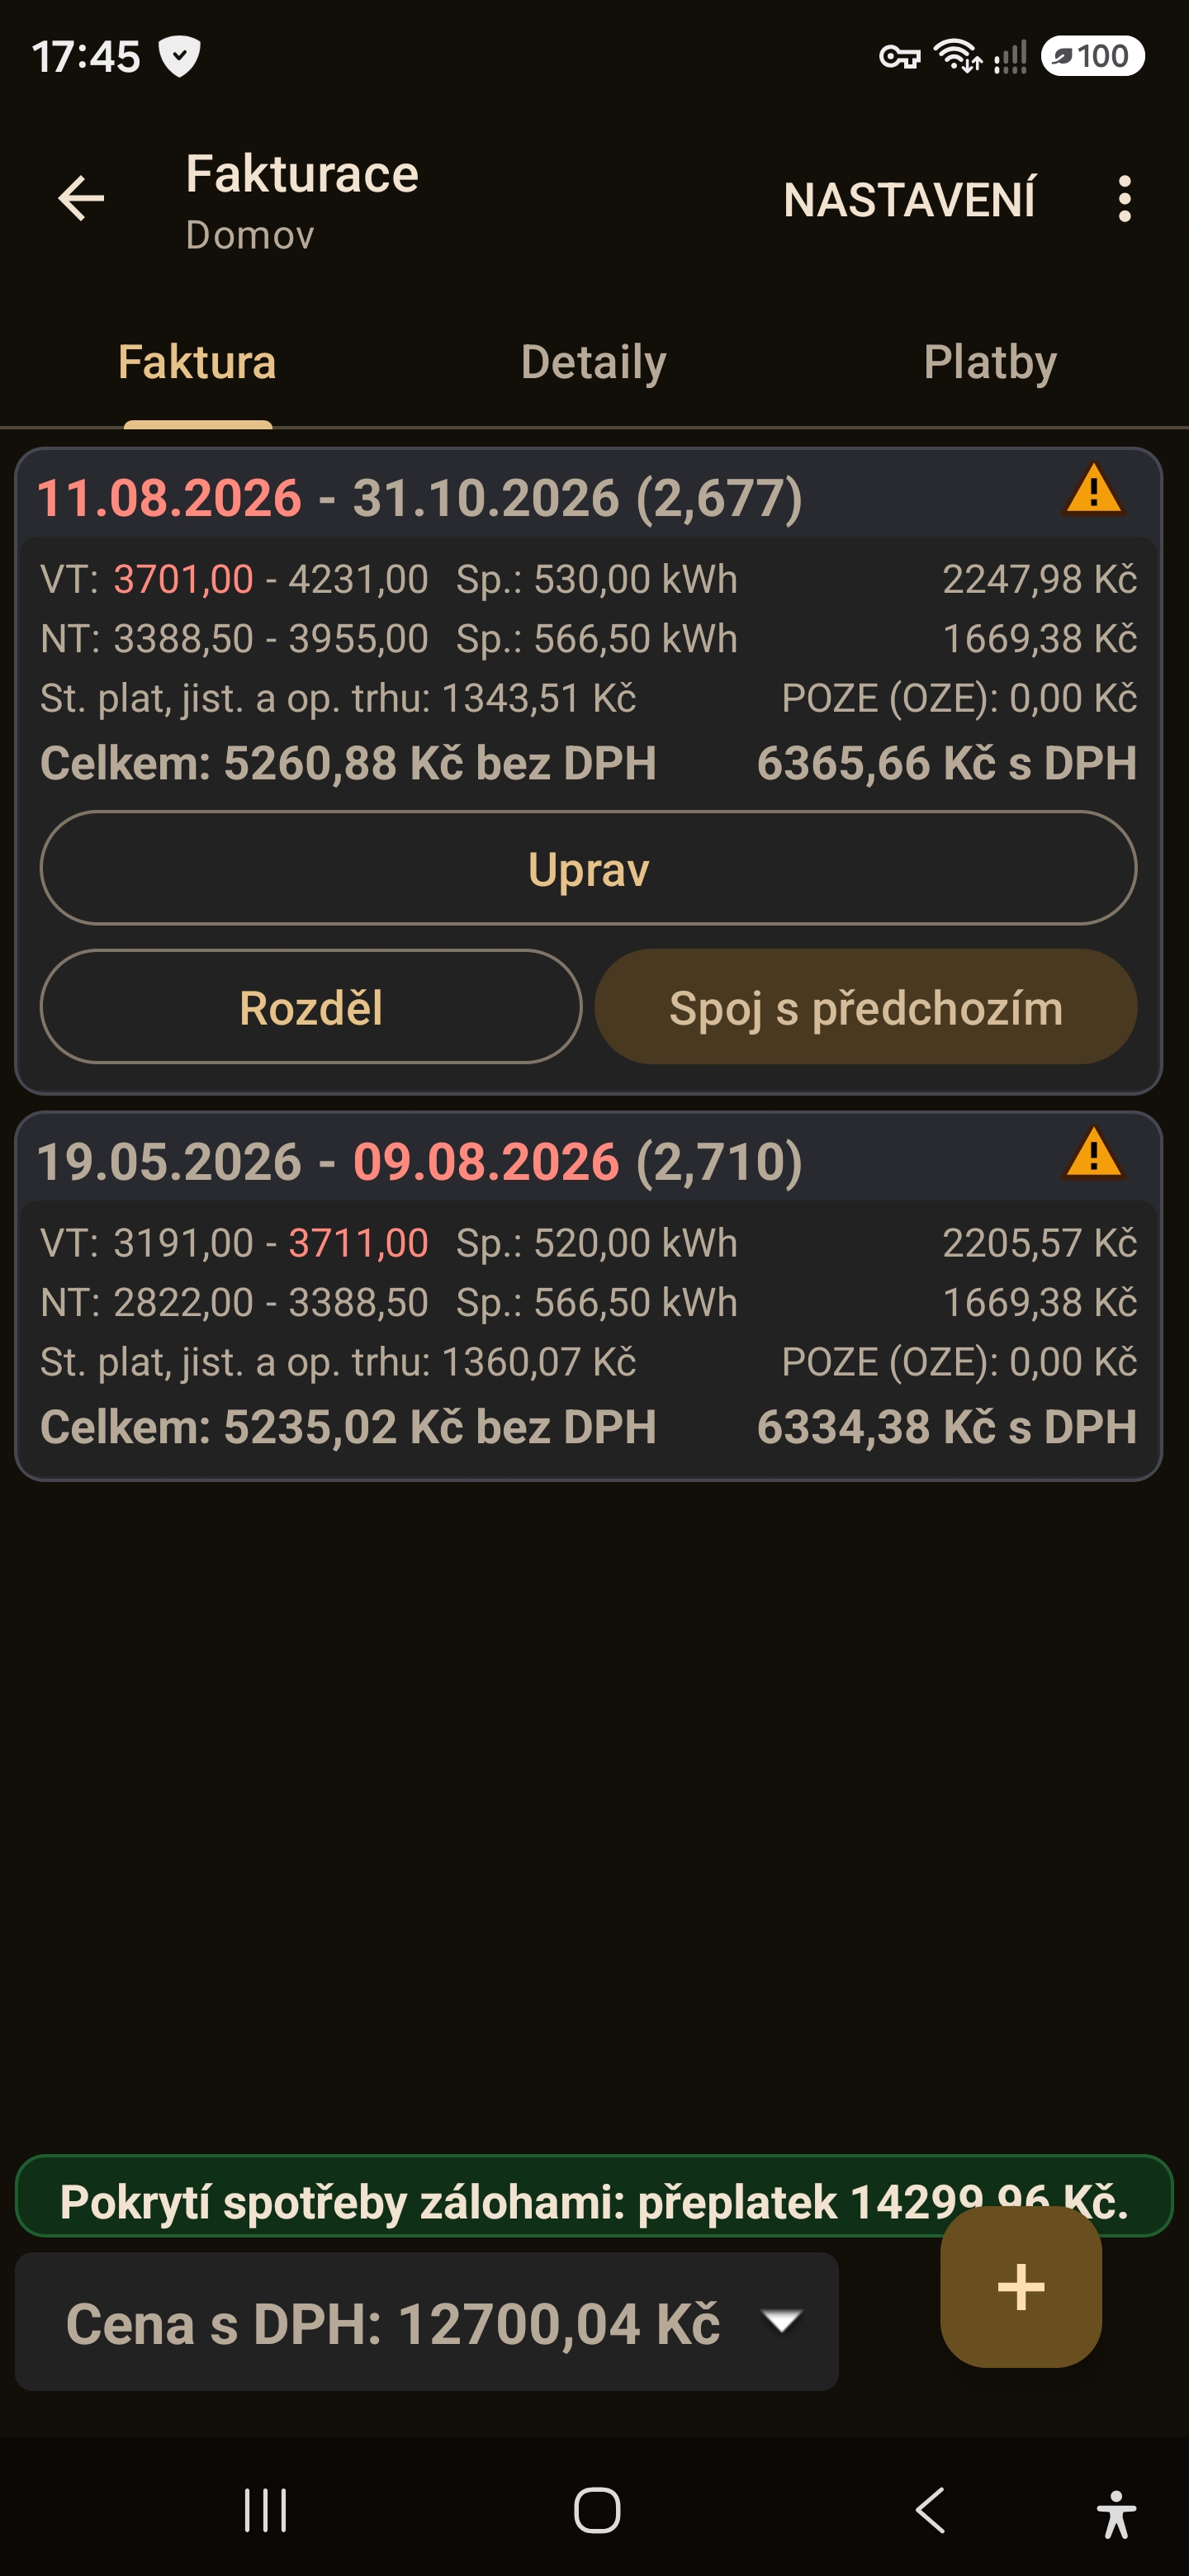 17:45
100
Fakturace
Domov
NASTAVENÍ
Faktura
Detaily
Platby
11.08.2026 - 31.10.2026 (2,677)
VT: 3701,00 - 4231,00 Sp.: 530,00 kWh 2247,98 Kč
NT: 3388,50 - 3955,00 Sp.: 566,50 kWh 1669,38 Kč
St. plat, jist. a op. trhu: 1343,51 Kč POZE (OZE): 0,00 Kč
Celkem: 5260,88 Kč bez DPH 6365,66 Kč s DPH
Uprav
Rozděl
Spoj s předchozím
19.05.2026 - 09.08.2026 (2,710)
VT: 3191,00 - 3711,00 Sp.: 520,00 kWh 2205,57 Kč
NT: 2822,00 - 3388,50 Sp.: 566,50 kWh 1669,38 Kč
St. plat, jist. a op. trhu: 1360,07 Kč POZE (OZE): 0,00 Kč
Celkem: 5235,02 Kč bez DPH 6334,38 Kč s DPH
Pokrytí spotřeby zálohami: přeplatek 14299,96 Kč.
Cena s DPH: 12700,04 Kč